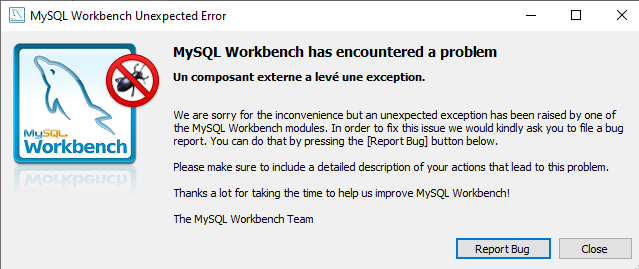 MySQL Workbench Unexpected Error
MySQL Workbench has encountered a problem
Un composant externe a levé une exception.
We are sorry for the inconvenience but an unexpected exception has been raised by one of
the MySQL Workbench modules. In order to fix this issue we would kindly ask you to file a bug
report. You can do that by pressing the [Report Bug] button below.
Please make sure to include a detailed description of your actions that lead to this problem.
Thanks a lot for taking the time to help us improve MySQL Workbench!
The MySQL Workbench Team
MySQL
Workbench
Report Bug
Close